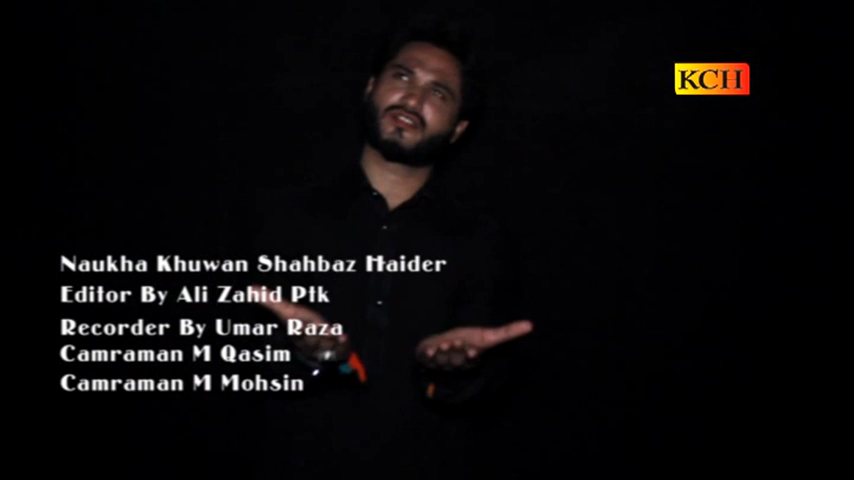 KCH
Naukha Khuwan Shahbaz Haider
Editor By Ali Zahid Ptk
Recorder By Umar Raza
Camraman M Qasim
Camraman M Mohsin